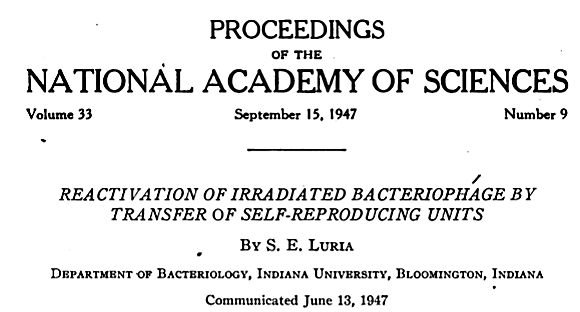 PROCEEDINGS
OF THE
NATIONAL ACADEMY OF SCIENCES
Volume 33 September 15, 1947 Number 9
REACTIVATION OF IRRADIATED BACTERIOPHAGE BY
TRANSFER OF SELF-REPRODUCING UNITS
BY S. E. LURIA
DEPARTMENT OF BACTERIOLOGY, INDIANA UNIVERSITY, BLOOMINGTON, INDIANA
Communicated June 13, 1947